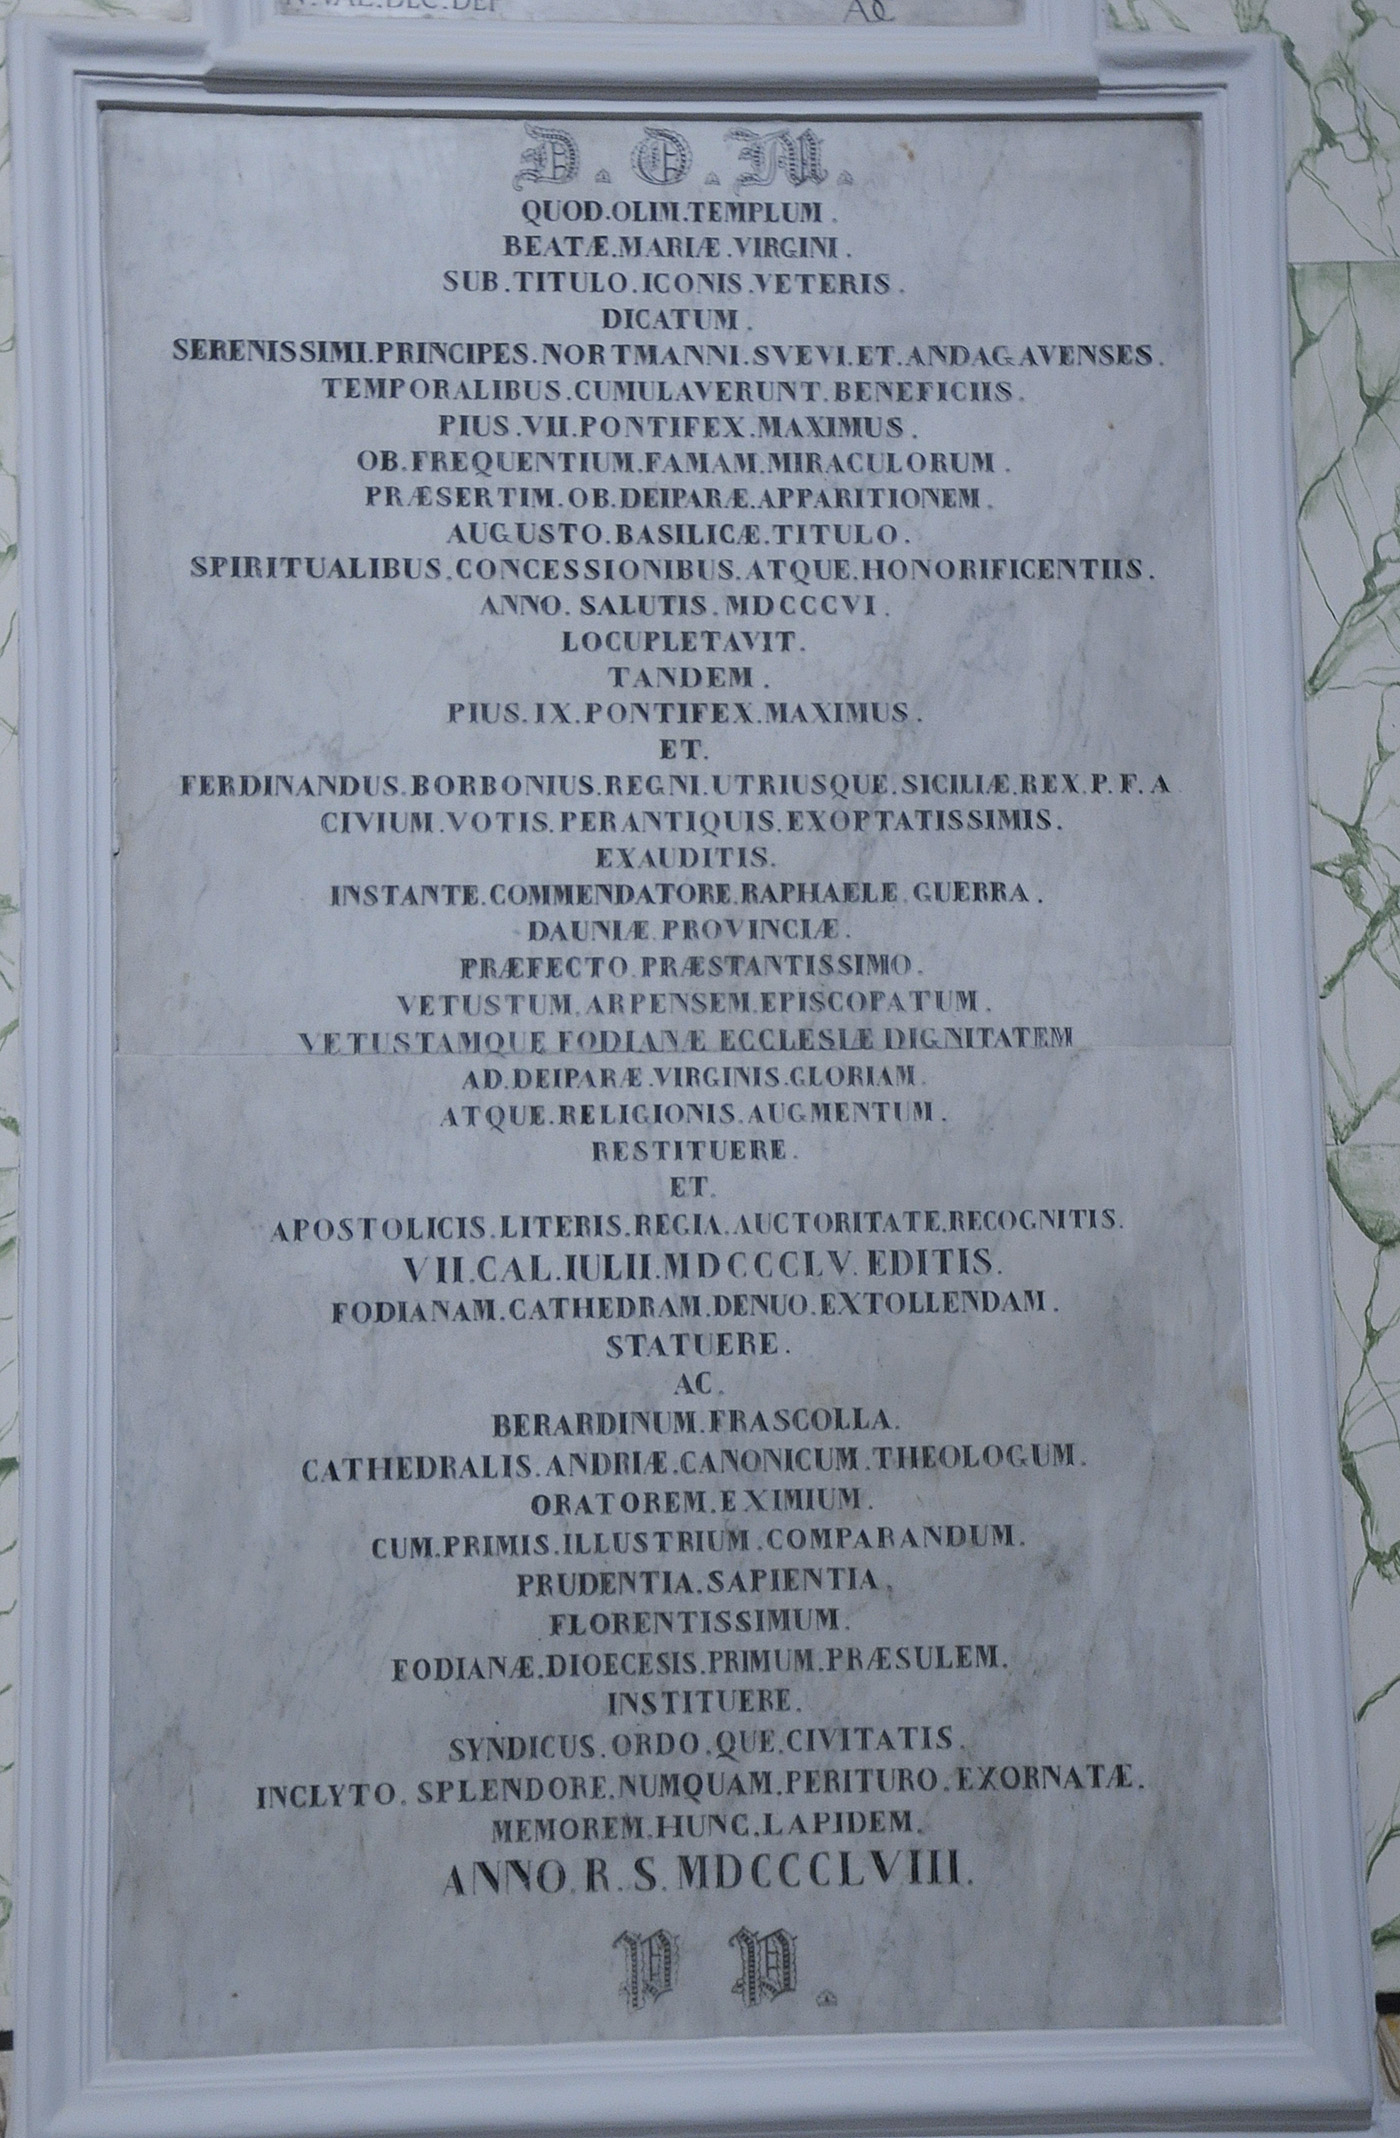 D. O. M.
QUOD.OLIM.TEMPLUM.
BEATÆ.MARIÆ.VIRGINI.
SUB.TITULO.ICONIS.VETERIS.
DICATUM.
SERENISSIMI.PRINCIPES.NORTMANNI.SVEVI.ET.ANDAGAVENSES.
TEMPORALIBUS.CUMULAVERUNT.BENEFICIIS.
PIUS.VII.PONTIFEX.MAXIMUS.
OB.FREQUENTIUM.FAMAM.MIRACULORUM.
PRÆSERTIM.OB.DEIPARÆ.APPARITIONEM.
AUGUSTO.BASILICÆ.TITULO.
SPIRITUALIBUS.CONCESSIONIBUS.ATQUE.HONORIFICENTIIS.
ANNO.SALUTIS.MDCCCVI.
LOCUPLETAVIT.
TANDEM.
PIUS.IX.PONTIFEX.MAXIMUS.
ET.
FERDINANDUS.BORBONIUS.REGNI.UTRIUSQUE.SICILIÆ.REX.P.F.A
CIVIUM.VOTIS.PERANTIQUIS.EXOPTATISSIMIS.
EXAUDITIS.
INSTANTE.COMMENDATORE.RAPHAELE.GUERRA.
DAUNIÆ.PROVINCIÆ.
PRÆFECTO.PRÆSTANTISSIMO.
VETUSTUM.ARPENSEM.EPISCOPATUM.
VETUSTAMQUE FODIANÆ ECCLESIÆ DIGNITATEM
AD.DEIPARÆ.VIRGINIS.GLORIAM.
ATQUE.RELIGIONIS.AUGMENTUM.
RESTITUERE.
ET.
APOSTOLICIS.LITERIS.REGIA.AUCTORITATE.RECOGNITIS.
VII.CAL.IULII.MDCCCLV.EDITIS.
FODIANAM.CATHEDRAM.DENUO.EXTOLLENDAM.
STATUERE.
AC.
BERARDINUM.FRASCOLLA.
CATHEDRALIS.ANDRIÆ.CANONICUM.THEOLOGUM.
ORATOREM.EXIMIUM.
CUM.PRIMIS.ILLUSTRIUM.COMPARANDUM.
PRUDENTIA.SAPIENTIA,
FLORENTISSIMUM.
FODIANÆ.DIOECESIS.PRIMUM.PRÆSULEM.
INSTITUERE.
SYNDICUS.ORDO.QUE.CIVITATIS.
INCLYTO.SPLENDORE.NUMQUAM.PERITURO.EXORNATÆ.
MEMOREM.HUNC.LAPIDEM.
ANNO.R.S.MDCCCLVIII.
P P.